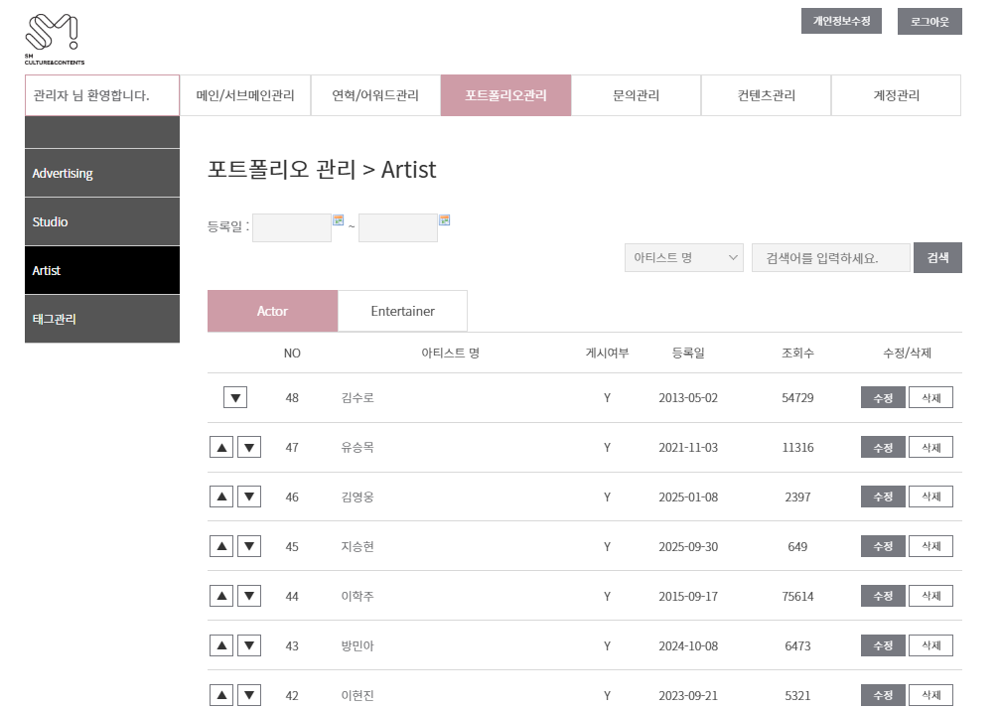 개인정보수정 로그아웃
SM
CULTURE&CONTENTS
관리자 님 환영합니다. 메인/서브메인관리 연혁/어워드관리 포트폴리오관리 문의관리 컨텐츠관리 계정관리
Advertising
Studio
Artist
태그관리
포트폴리오 관리 > Artist
등록일 : ~
아티스트 명 검색어를 입력하세요. 검색
Actor Entertainer
NO 아티스트 명 게시여부 등록일 조회수 수정/삭제
▼ 48 김수로 Y 2013-05-02 54729 수정 삭제
▲ ▼ 47 유승목 Y 2021-11-03 11316 수정 삭제
▲ ▼ 46 김영웅 Y 2025-01-08 2397 수정 삭제
▲ ▼ 45 지승현 Y 2025-09-30 649 수정 삭제
▲ ▼ 44 이학주 Y 2015-09-17 75614 수정 삭제
▲ ▼ 43 방민아 Y 2024-10-08 6473 수정 삭제
▲ ▼ 42 이현진 Y 2023-09-21 5321 수정 삭제